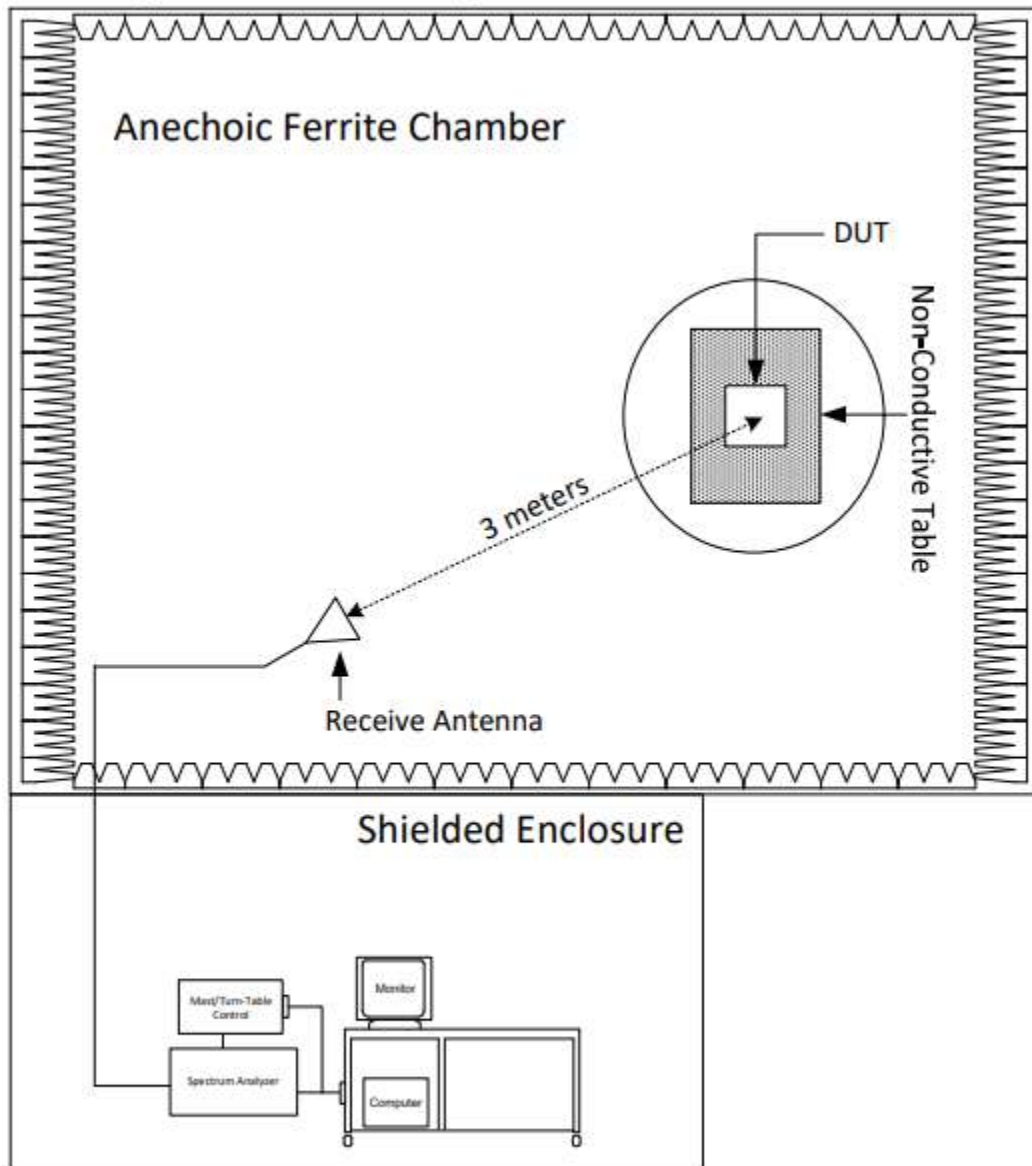 Anechoic Ferrite Chamber
DUT
Non-Conductive Table
3 meters
Receive Antenna
Shielded Enclosure
Monitor
Mast/Turn-Table
Control
Spectrum Analyzer
Computer